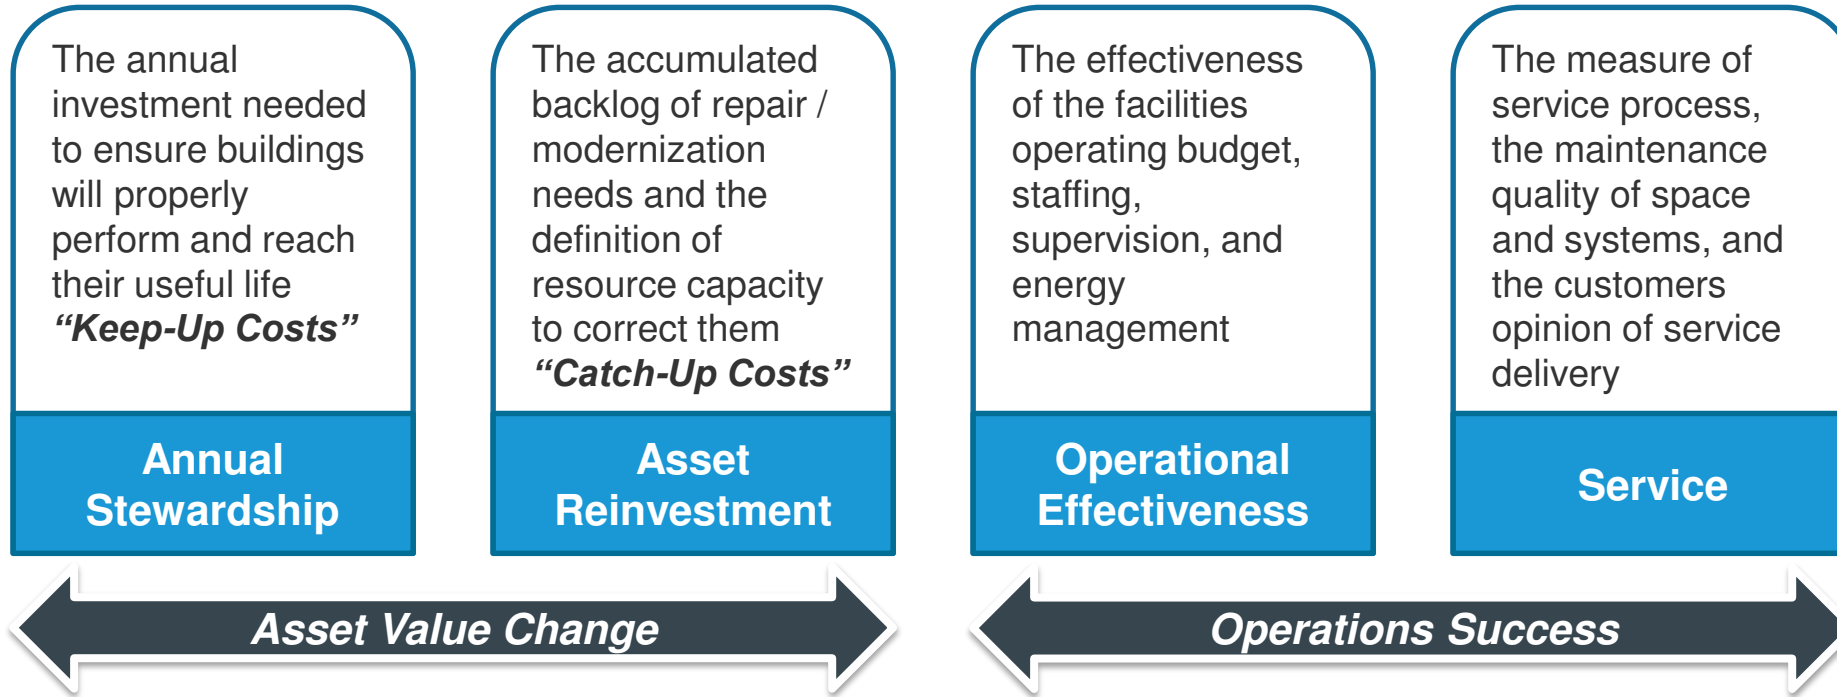 The annual
investment needed
to ensure buildings
will properly
perform and reach
their useful life
“Keep-Up Costs”
Annual
Stewardship
The accumulated
backlog of repair /
modernization
needs and the
definition of
resource capacity
to correct them
“Catch-Up Costs”
Asset
Reinvestment
The effectiveness
of the facilities
operating budget,
staffing,
supervision, and
energy
management
Operational
Effectiveness
The measure of
service process,
the maintenance
quality of space
and systems, and
the customers
opinion of service
delivery
Service
Asset Value Change
Operations Success